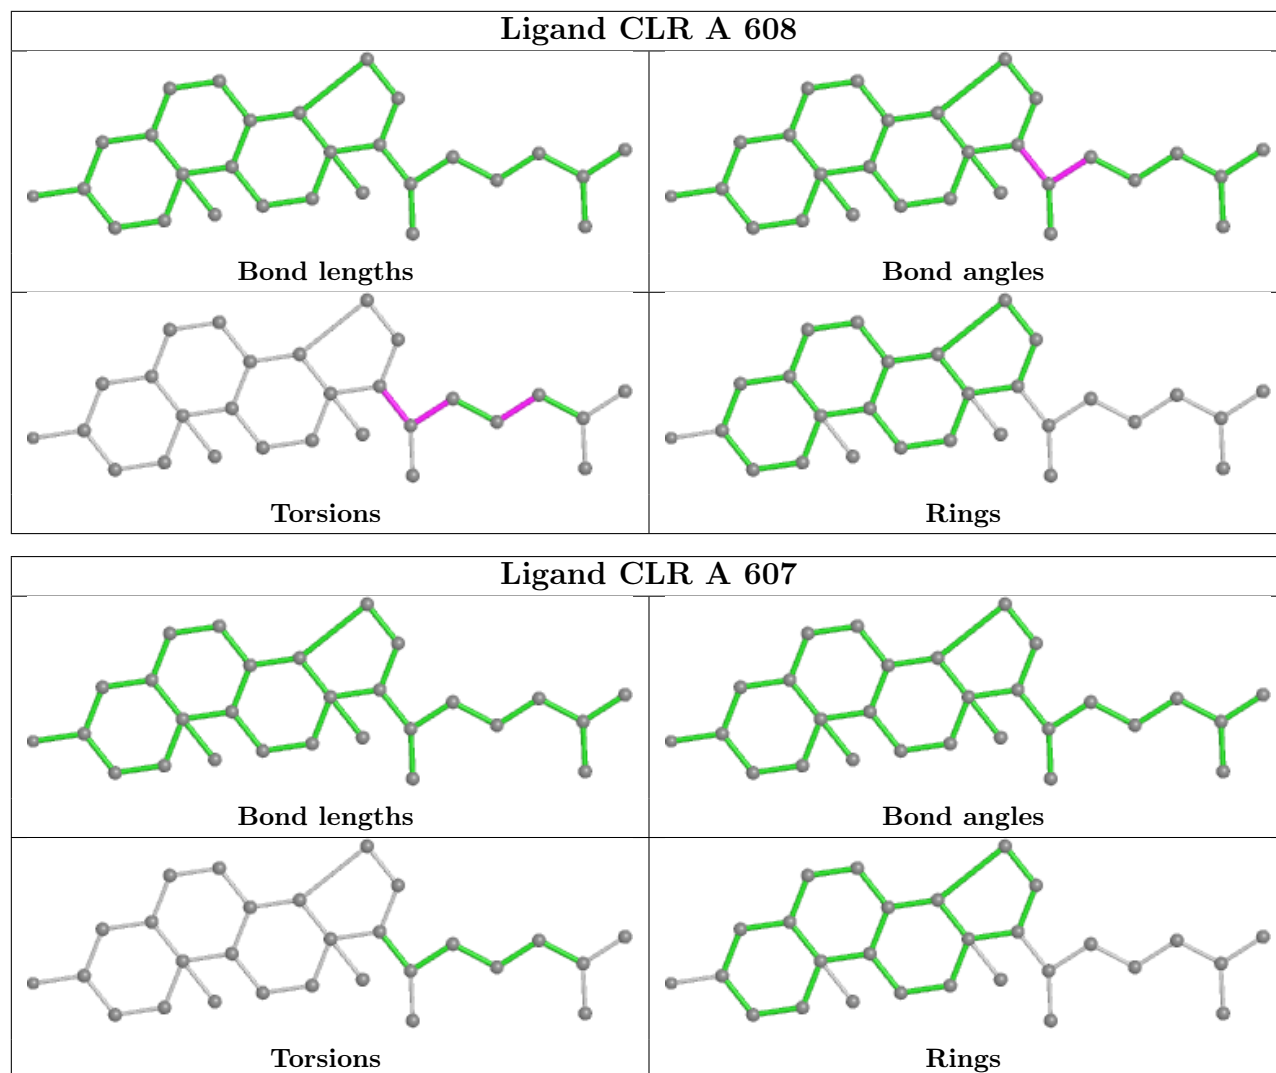 Ligand CLR A 608
Bond lengths
Bond angles
Torsions
Rings
Ligand CLR A 607
Bond lengths
Bond angles
Torsions
Rings